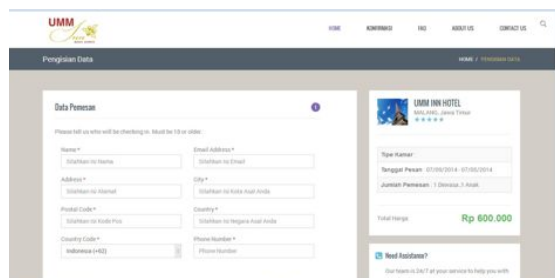 UMM
HOME KONFIRMASI FAQ ABOUT US CONTACT US
Pengisian Data
HOME / PENGISIAN DATA
Data Pemesan
Please tell us who will be checking in. Must be 18 or older.
Name *
Silahkan Isi Nama
Email Address *
Silahkan Isi Email
Address *
Silahkan Isi Alamat
City *
Silahkan Isi Kota Asal Anda
Postal Code *
Silahkan Isi Kode Pos
Country *
Silahkan Isi Negara Asal Anda
Country Code *
Indonesia (+62)
Phone Number *
Phone Number
UMM INN HOTEL
MALANG, Jawa Timur
Tipe Kamar :
Tanggal Pesan : 07/06/2014 - 07/06/2014
Jumlah Pemesan : 1 Dewasa ,1 Anak
Total Harga: Rp 600.000
Need Assistance?
Our team is 24/7 at your service to help you with